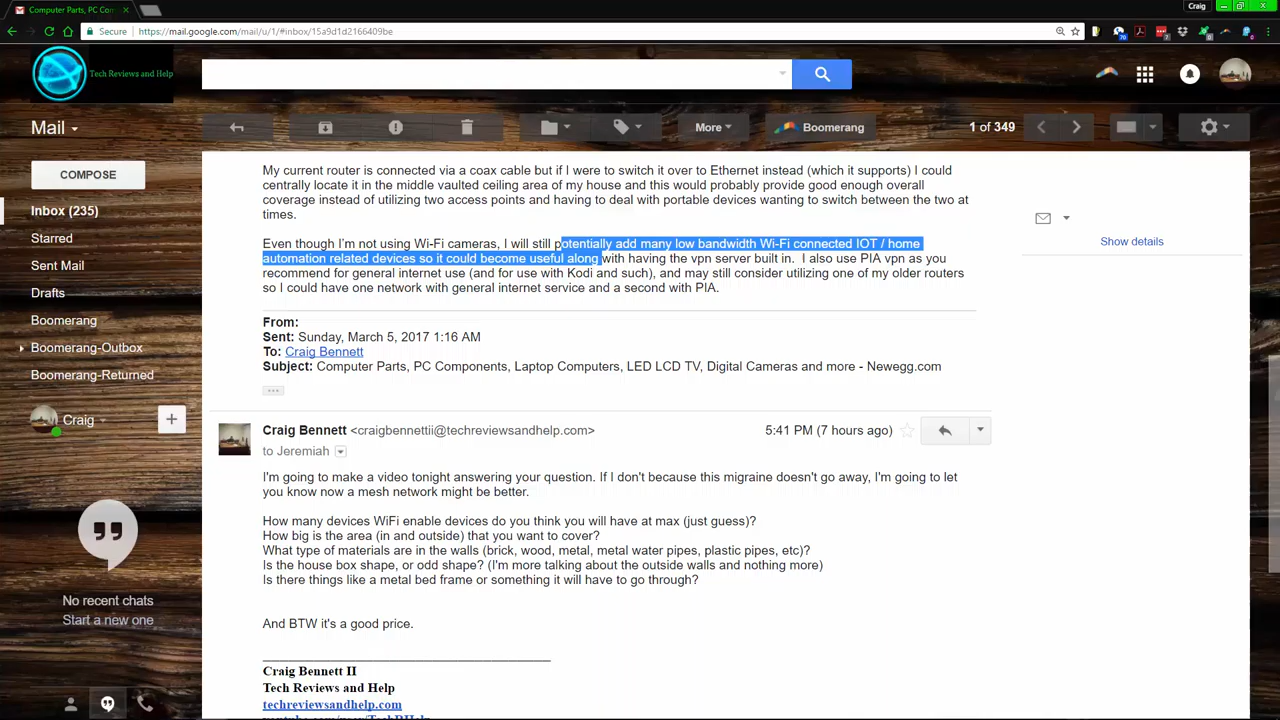 Computer Parts, PC Com
Craig
Secure
https://mail.google.com/mail/u/1/#inbox/15a9d1d2166409be
Tech Reviews and Help
Mail
More
Boomerang
1 of 349
COMPOSE
Inbox (235)
Starred
Sent Mail
Drafts
Boomerang
Boomerang-Outbox
Boomerang-Returned
Craig
No recent chats
Start a new one
My current router is connected via a coax cable but if I were to switch it over to Ethernet instead (which it supports) I could
centrally locate it in the middle vaulted ceiling area of my house and this would probably provide good enough overall
coverage instead of utilizing two access points and having to deal with portable devices wanting to switch between the two at
times.
Even though I'm not using Wi-Fi cameras, I will still potentially add many low bandwidth Wi-Fi connected IOT / home
automation related devices so it could become useful along with having the vpn server built in.  I also use PIA vpn as you
recommend for general internet use (and for use with Kodi and such), and may still consider utilizing one of my older routers
so I could have one network with general internet service and a second with PIA.
From:
Sent: Sunday, March 5, 2017 1:16 AM
To: Craig Bennett
Subject: Computer Parts, PC Components, Laptop Computers, LED LCD TV, Digital Cameras and more - Newegg.com
Show details
Craig Bennett <craigbennettii@techreviewsandhelp.com>
5:41 PM (7 hours ago)
to Jeremiah
I'm going to make a video tonight answering your question. If I don't because this migraine doesn't go away, I'm going to let
you know now a mesh network might be better.
How many devices WiFi enable devices do you think you will have at max (just guess)?
How big is the area (in and outside) that you want to cover?
What type of materials are in the walls (brick, wood, metal, metal water pipes, plastic pipes, etc)?
Is the house box shape, or odd shape? (I'm more talking about the outside walls and nothing more)
Is there things like a metal bed frame or something it will have to go through?
And BTW it's a good price.
Craig Bennett II
Tech Reviews and Help
techreviewsandhelp.com